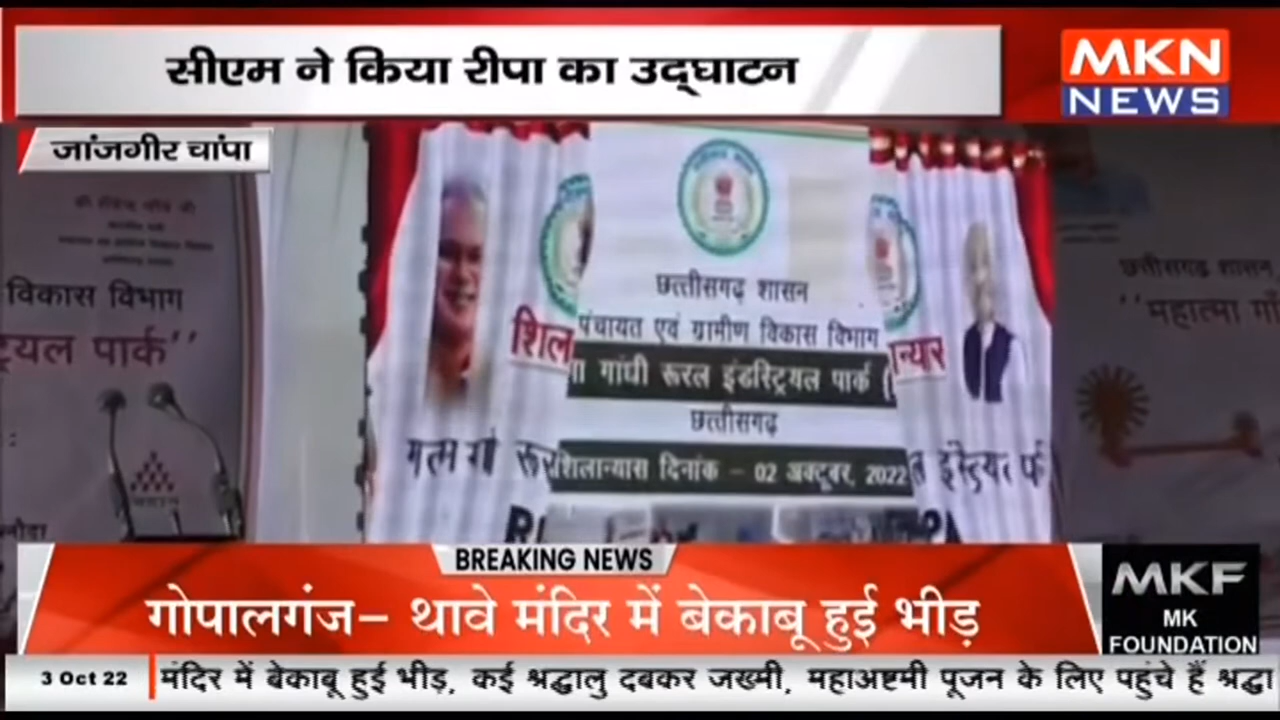 सीएम ने किया रीपा का उद्घाटन
MKN
NEWS
जांजगीर चांपा
विकास विभाग
ट्रियल पार्क”
छत्तीसगढ़ शासन
पंचायत एवं ग्रामीण विकास विभाग
शिल
न्यार
गांधी रूरल इंडस्ट्रियल पार्क (
छत्तीसगढ़
शिलान्यास दिनांक – 02 अक्टूबर, 2022
छत्तीसगढ़ शासन
“महात्मा गाँ
BREAKING NEWS
गोपालगंज– थावे मंदिर में बेकाबू हुई भीड़
MKF
MK
FOUNDATION
3 Oct 22
मंदिर में बेकाबू हुई भीड़, कई श्रद्धालु दबकर जख्मी, महाअष्टमी पूजन के लिए पहुंचे हैं श्रद्धा